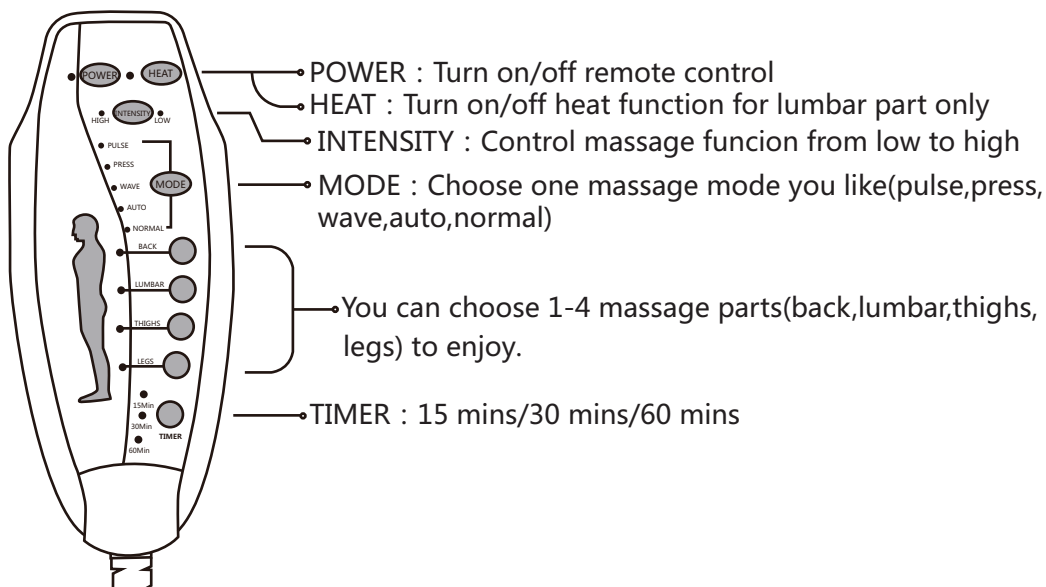 POWER
HEAT
INTENSITY
HIGH
LOW
PULSE
PRESS
WAVE
MODE
AUTO
NORMAL
BACK
LUMBAR
THIGHS
LEGS
15Min
30Min
TIMER
60Min
POWER：Turn on/off remote control
HEAT：Turn on/off heat function for lumbar part only
INTENSITY：Control massage funcion from low to high
MODE：Choose one massage mode you like(pulse,press,
wave,auto,normal)
You can choose 1-4 massage parts(back,lumbar,thighs,
legs) to enjoy.
TIMER：15 mins/30 mins/60 mins